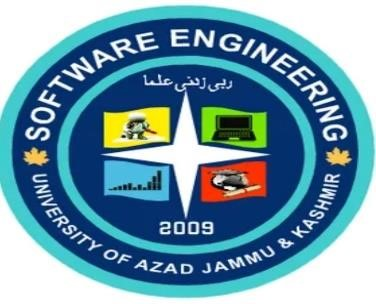 SOFTWARE ENGINEERING
ربی زدنی علما
2009
UNIVERSITY OF AZAD JAMMU & KASHMIR